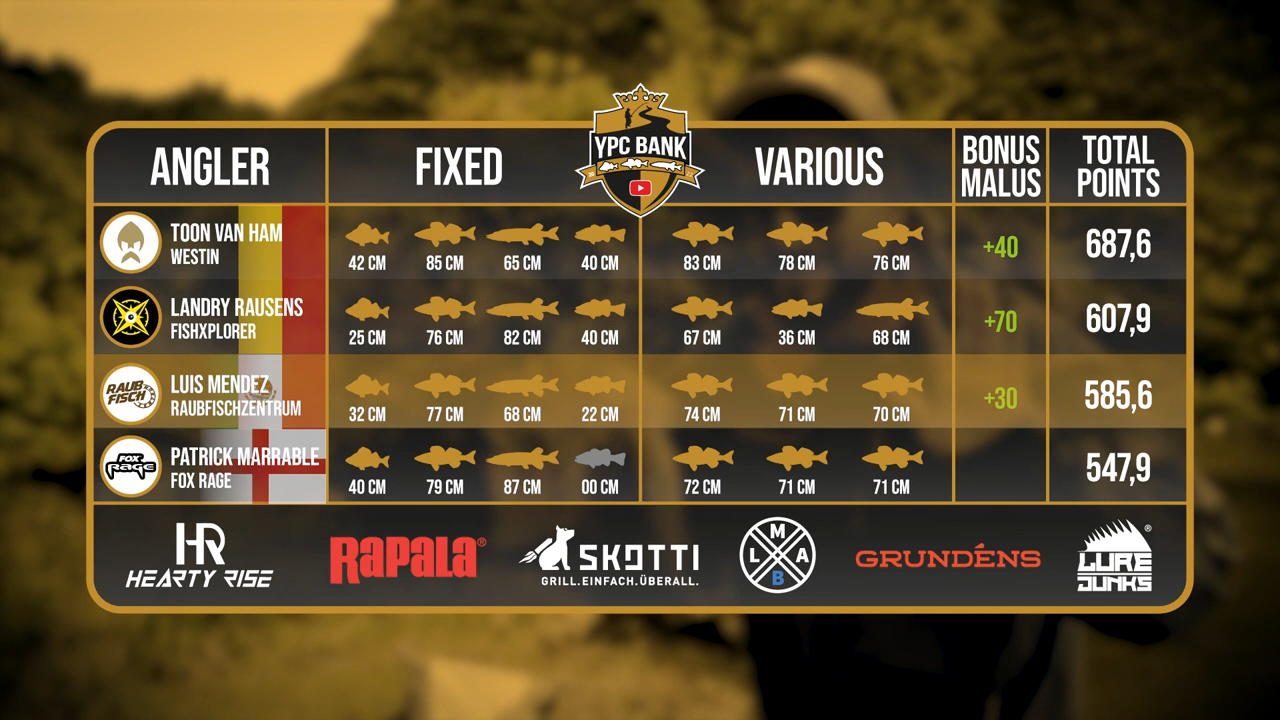 YPC BANK
ANGLER FIXED VARIOUS BONUS MALUS TOTAL POINTS
TOON VAN HAM
WESTIN
42 CM 85 CM 65 CM 40 CM 83 CM 78 CM 76 CM +40 687,6
LANDRY RAUSENS
FISHXPLORER
25 CM 76 CM 82 CM 40 CM 67 CM 36 CM 68 CM +70 607,9
RAUB FISCH
LUIS MENDEZ
RAUBFISCHZENTRUM
32 CM 77 CM 68 CM 22 CM 74 CM 71 CM 70 CM +30 585,6
FOX RAGE
PATRICK MARRABLE
FOX RAGE
40 CM 79 CM 87 CM 00 CM 72 CM 71 CM 71 CM 547,9
HR
HEARTY RISE
RAPALA®
SKOTTI
GRILL.EINFACH.ÜBERALL.
M
L A
B
GRUNDÉNS
LURE®
JUNKS